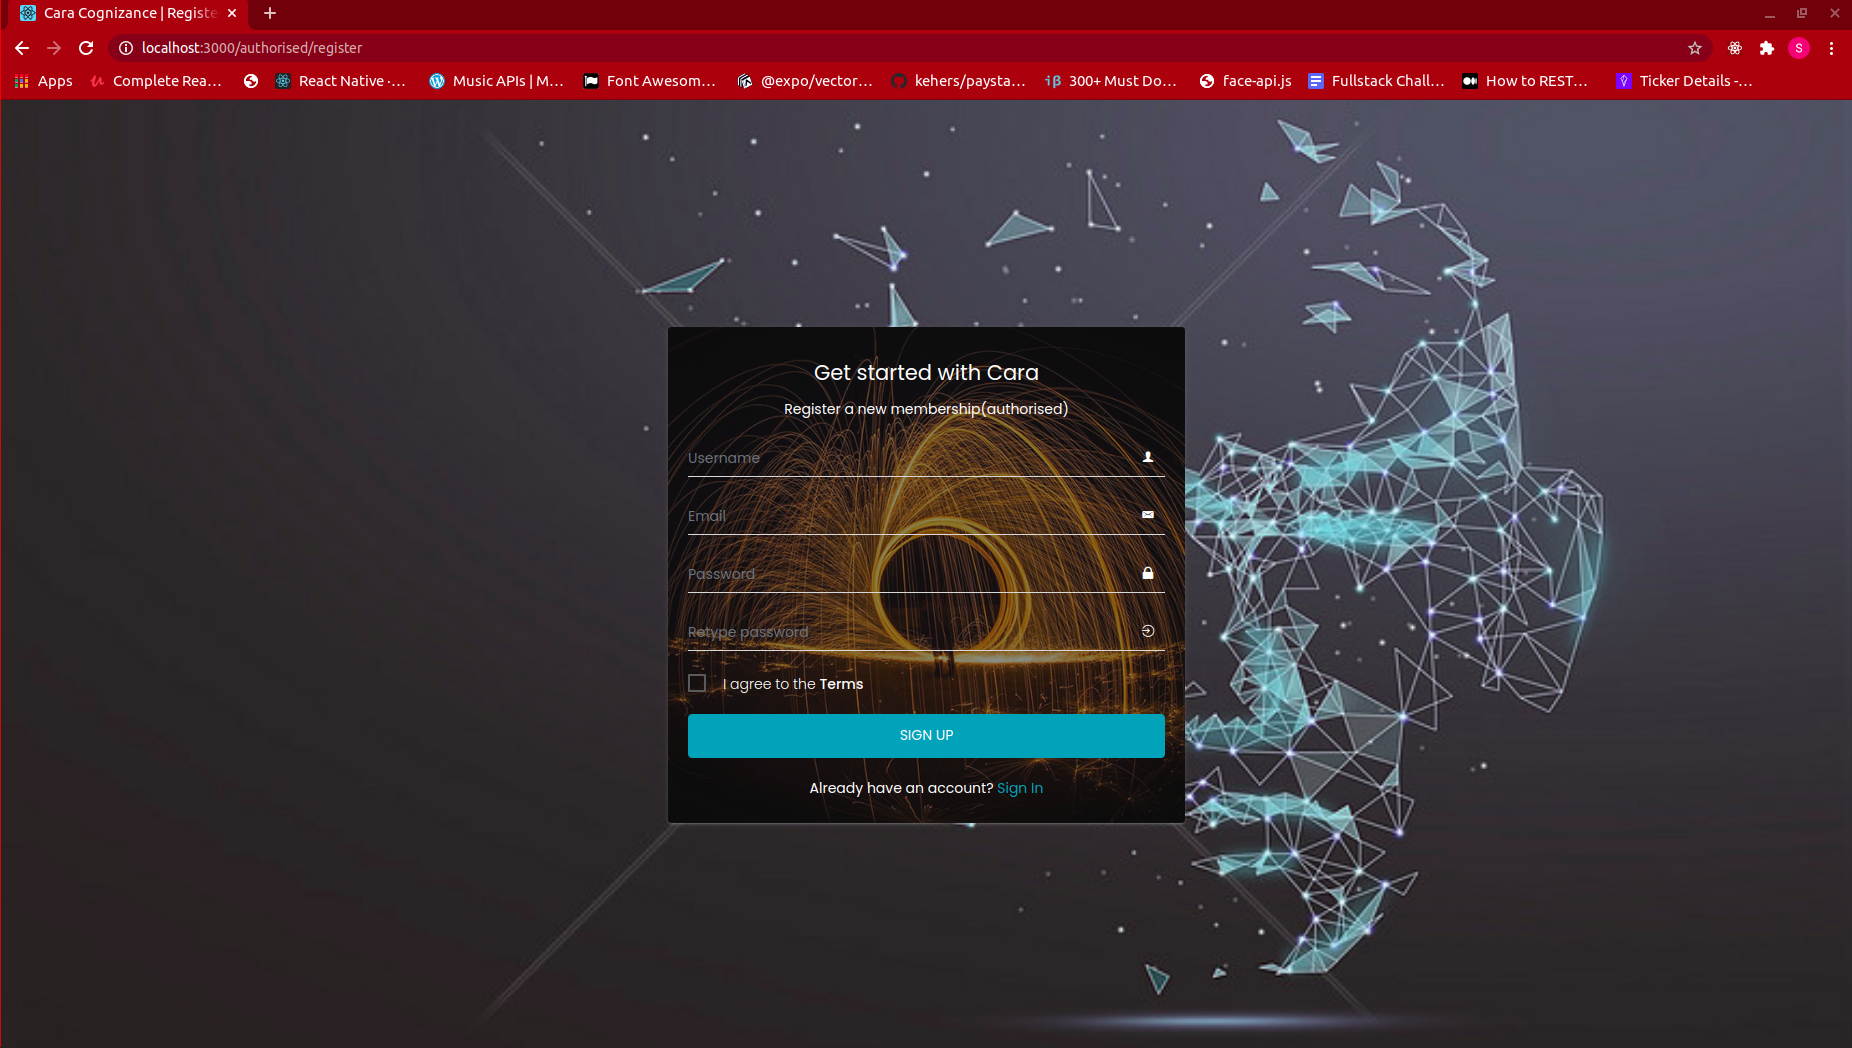 Cara Cognizance | Registe
localhost:3000/authorised/register
S
Apps Complete Rea... React Native ·... Music APIs | M... Font Awesom... @expo/vector... kehers/paysta... iβ 300+ Must Do... face-api.js Fullstack Chall... How to REST... Ticker Details -...
Get started with Cara
Register a new membership(authorised)
Username
Email
Password
Retype password
I agree to the Terms
SIGN UP
Already have an account? Sign In